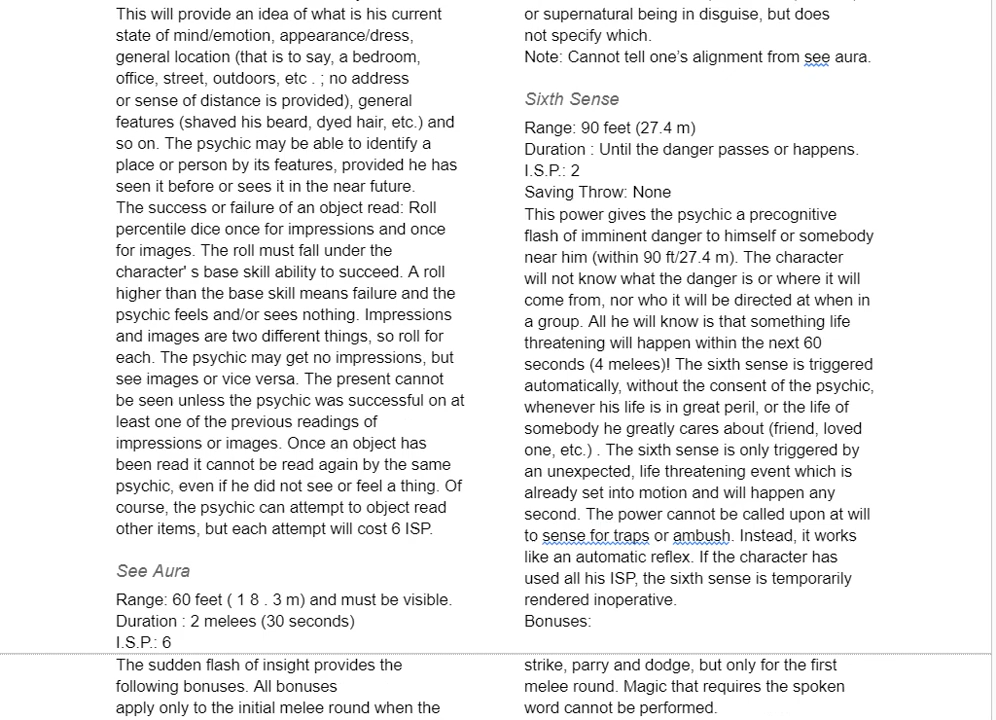 This will provide an idea of what is his current
state of mind/emotion, appearance/dress,
general location (that is to say, a bedroom,
office, street, outdoors, etc . ; no address
or sense of distance is provided), general
features (shaved his beard, dyed hair, etc.) and
so on. The psychic may be able to identify a
place or person by its features, provided he has
seen it before or sees it in the near future.
The success or failure of an object read: Roll
percentile dice once for impressions and once
for images. The roll must fall under the
character' s base skill ability to succeed. A roll
higher than the base skill means failure and the
psychic feels and/or sees nothing. Impressions
and images are two different things, so roll for
each. The psychic may get no impressions, but
see images or vice versa. The present cannot
be seen unless the psychic was successful on at
least one of the previous readings of
impressions or images. Once an object has
been read it cannot be read again by the same
psychic, even if he did not see or feel a thing. Of
course, the psychic can attempt to object read
other items, but each attempt will cost 6 ISP.
See Aura
Range: 60 feet ( 1 8 . 3 m) and must be visible.
Duration : 2 melees (30 seconds)
I.S.P.: 6
or supernatural being in disguise, but does
not specify which.
Note: Cannot tell one's alignment from see aura.
Sixth Sense
Range: 90 feet (27.4 m)
Duration : Until the danger passes or happens.
I.S.P.: 2
Saving Throw: None
This power gives the psychic a precognitive
flash of imminent danger to himself or somebody
near him (within 90 ft/27.4 m). The character
will not know what the danger is or where it will
come from, nor who it will be directed at when in
a group. All he will know is that something life
threatening will happen within the next 60
seconds (4 melees)! The sixth sense is triggered
automatically, without the consent of the psychic,
whenever his life is in great peril, or the life of
somebody he greatly cares about (friend, loved
one, etc.) . The sixth sense is only triggered by
an unexpected, life threatening event which is
already set into motion and will happen any
second. The power cannot be called upon at will
to sense for traps or ambush. Instead, it works
like an automatic reflex. If the character has
used all his ISP, the sixth sense is temporarily
rendered inoperative.
Bonuses:
The sudden flash of insight provides the
following bonuses. All bonuses
apply only to the initial melee round when the
strike, parry and dodge, but only for the first
melee round. Magic that requires the spoken
word cannot be performed.